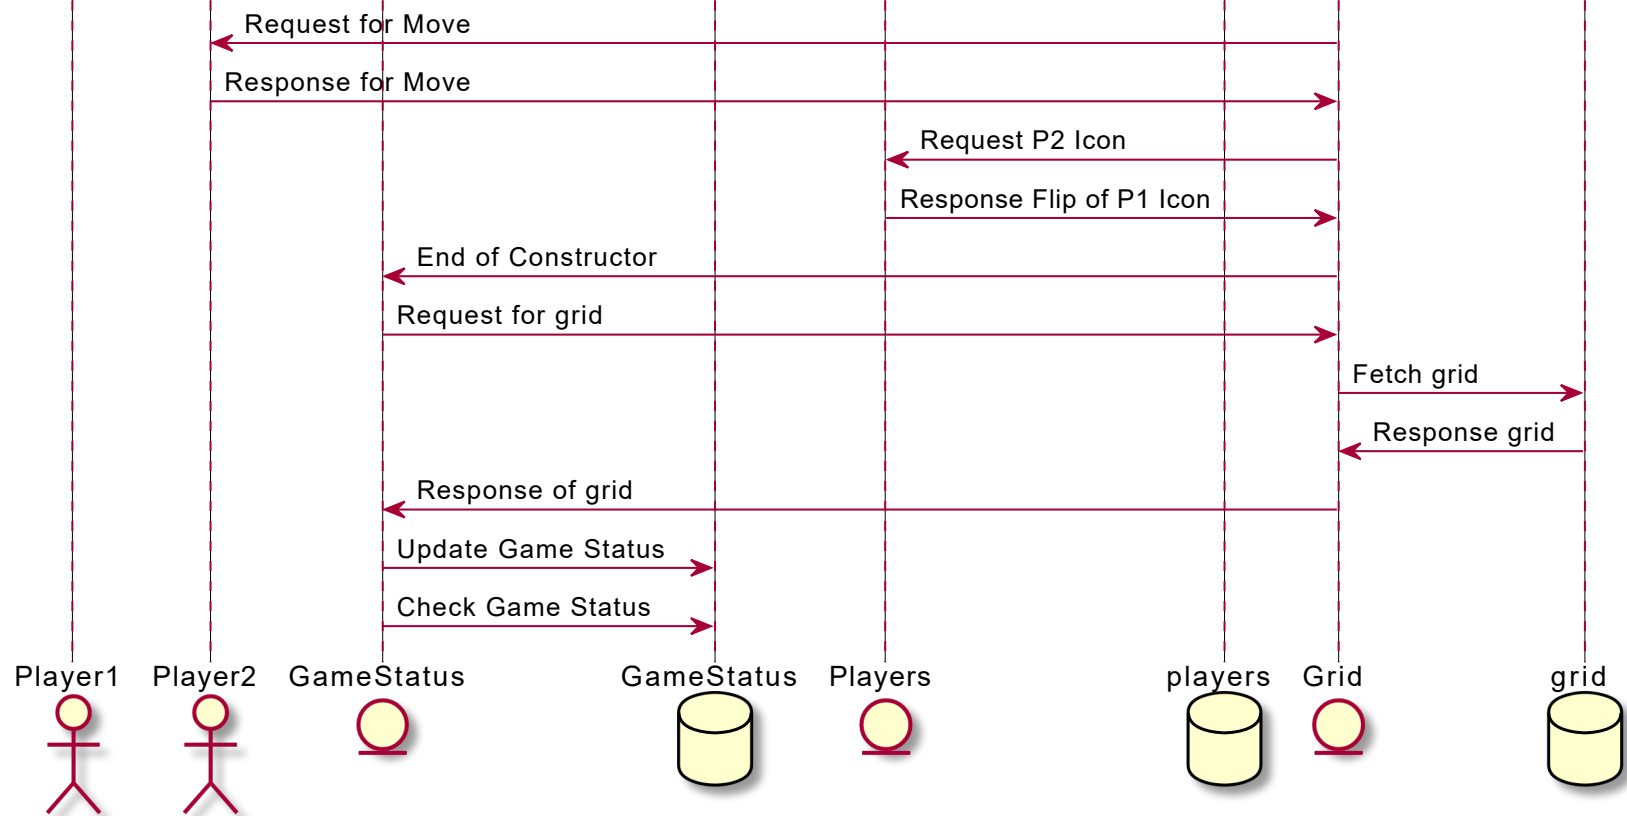 Request for Move
Response for Move
Request P2 Icon
Response Flip of P1 Icon
End of Constructor
Request for grid
Fetch grid
Response grid
Response of grid
Update Game Status
Check Game Status
Player1 Player2 GameStatus GameStatus Players players Grid grid